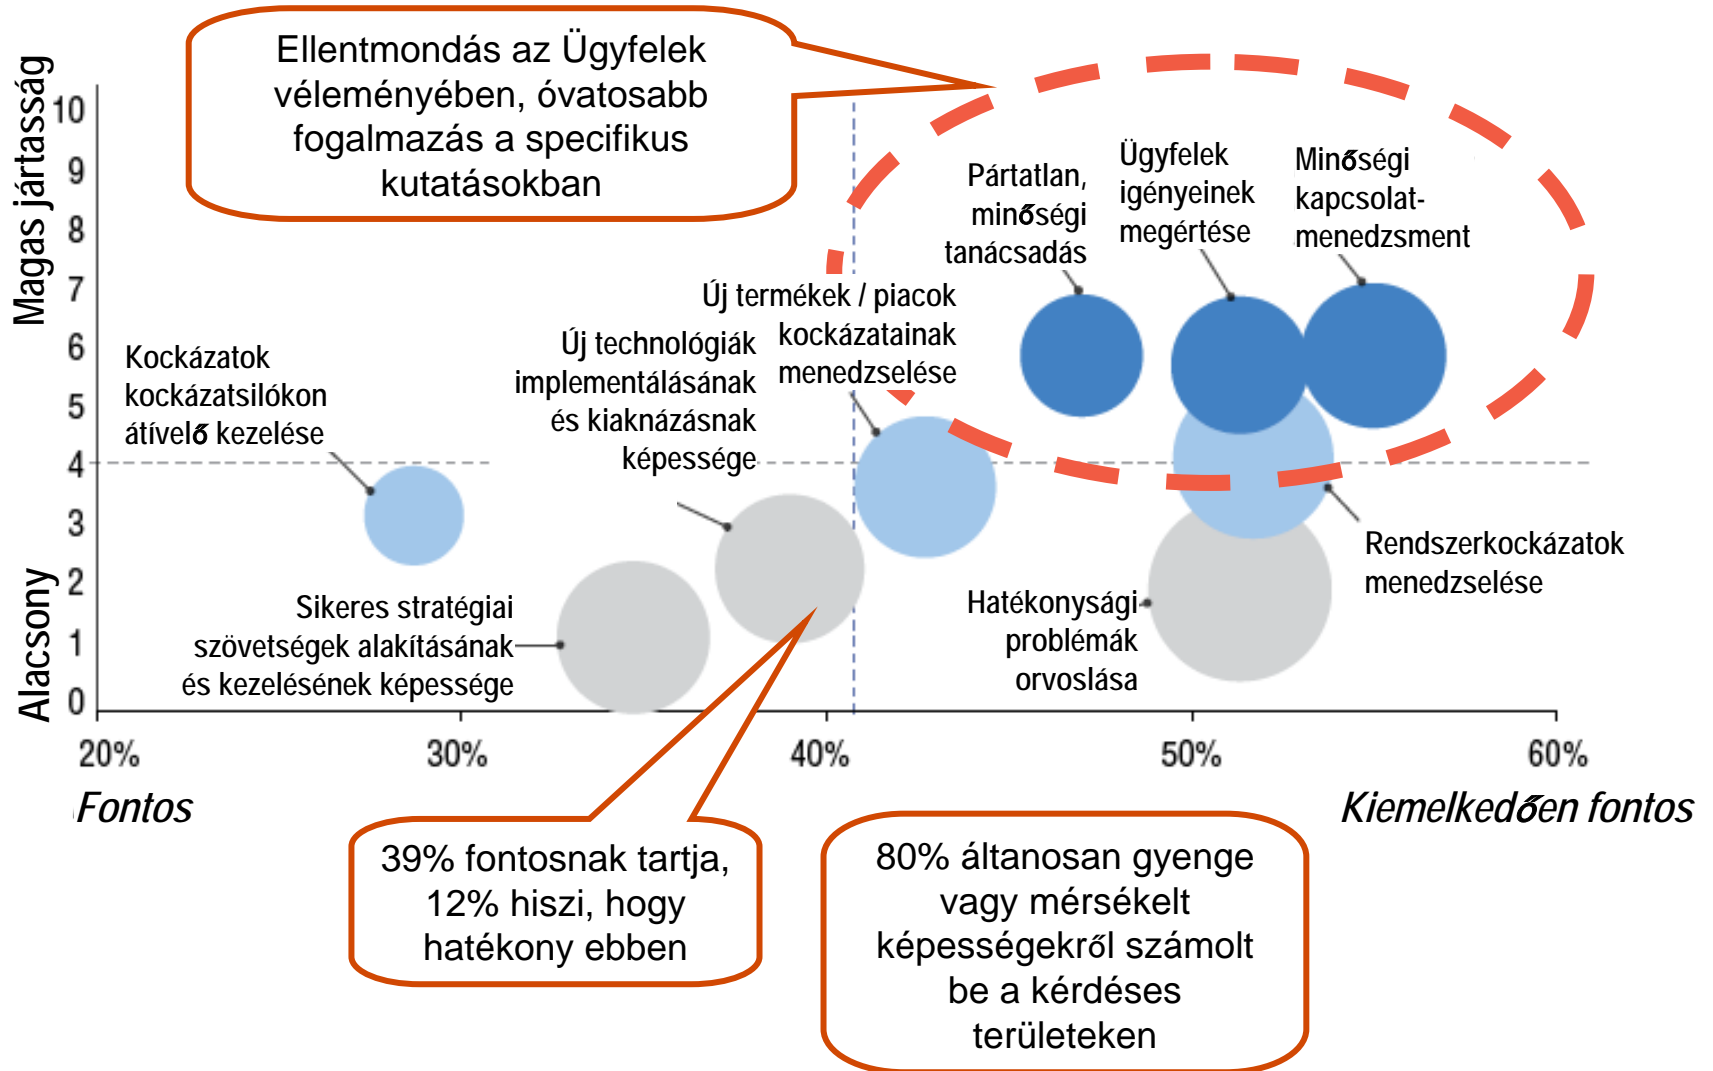 Ellentmondás az Ügyfelek
véleményében, óvatosabb
fogalmazás a specifikus
kutatásokban
Magas jártasság
Alacsony
10
9
8
7
6
5
4
3
2
1
0
Pártatlan,
minőségi
tanácsadás
Ügyfelek
igényeinek
megértése
Minőségi
kapcsolat-
menedzsment
Új termékek / piacok
kockázatainak
menedzselése
Új technológiák
implementálásának
és kiaknázásnak
képessége
Kockázatok
kockázatsilókon
átívelő kezelése
Sikeres stratégiai
szövetségek alakításának
és kezelésének képessége
Hatékonysági
problémák
orvoslása
Rendszerkockázatok
menedzselése
20%
30%
40%
50%
60%
Fontos
Kiemelkedően fontos
39% fontosnak tartja,
12% hiszi, hogy
hatékony ebben
80% áltanosan gyenge
vagy mérsékelt
képességekről számolt
be a kérdéses
területeken